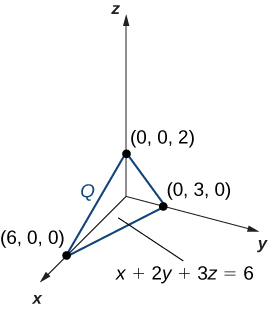 z
(0, 0, 2)
Q
(0, 3, 0)
(6, 0, 0)
y
x + 2y + 3z = 6
x